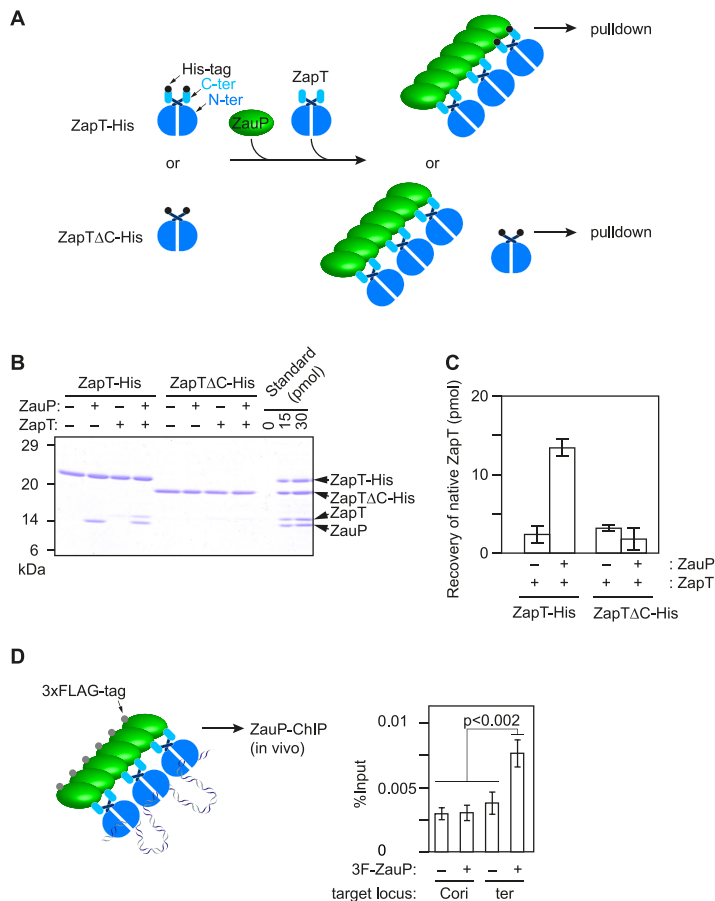 A
His-tag
C-ter
N-ter
ZapT-His
ZauP
ZapT
pulldown
or
or
ZapTΔC-His
pulldown
B
ZapT-His ZapTΔC-His Standard (pmol)
ZauP: – + – + – + – +
ZapT: – – + + – – + + 0 15 30
29
20
14
6
kDa
ZapT-His
ZapTΔC-His
ZapT
ZauP
C
Recovery of native ZapT (pmol)
20
10
0
– + – + : ZauP
+ + + + : ZapT
ZapT-His ZapTΔC-His
D
3xFLAG-tag
ZauP-ChIP
(in vivo)
%Input
0.01
0.005
0
p<0.002
3F-ZauP: – + – +
target locus: Cori ter